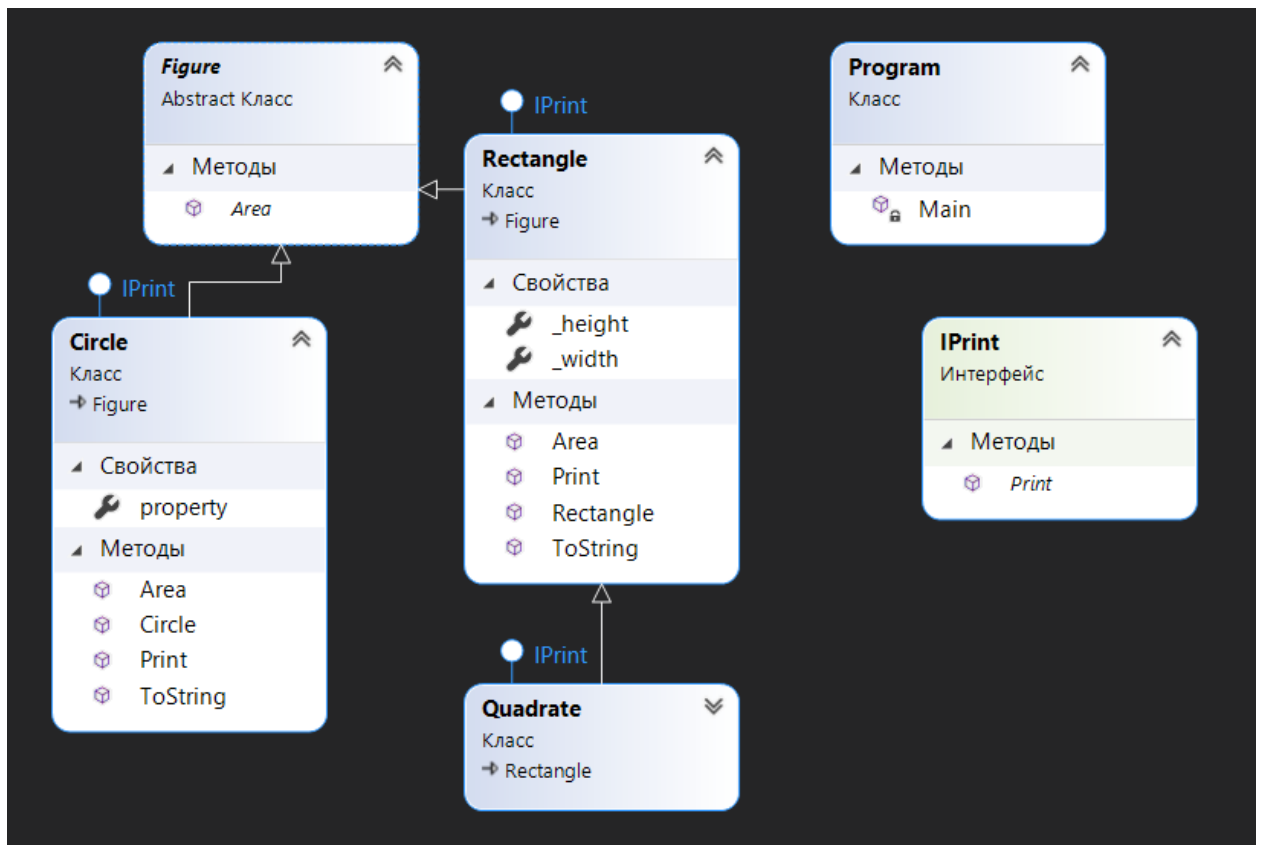 Figure
Abstract Класс
Методы
Area
IPrint
Rectangle
Класс
Figure
Свойства
_height
_width
Методы
Area
Print
Rectangle
ToString
Program
Класс
Методы
Main
IPrint
Circle
Класс
Figure
Свойства
property
Методы
Area
Circle
Print
ToString
IPrint
Интерфейс
Методы
Print
IPrint
Quadrate
Класс
Rectangle